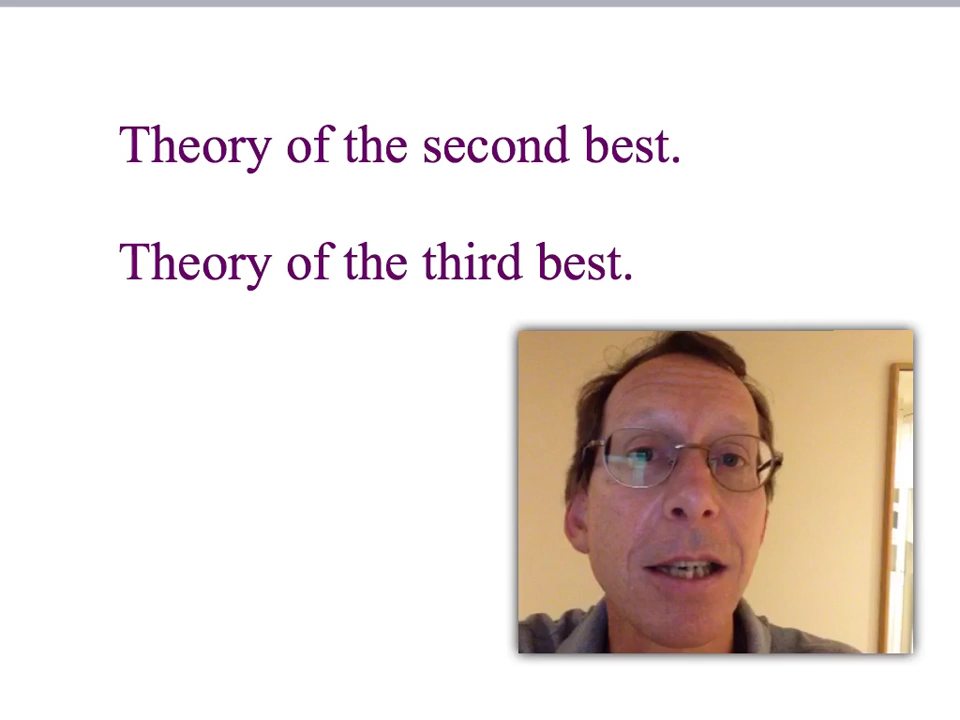 Theory of the second best.
Theory of the third best.